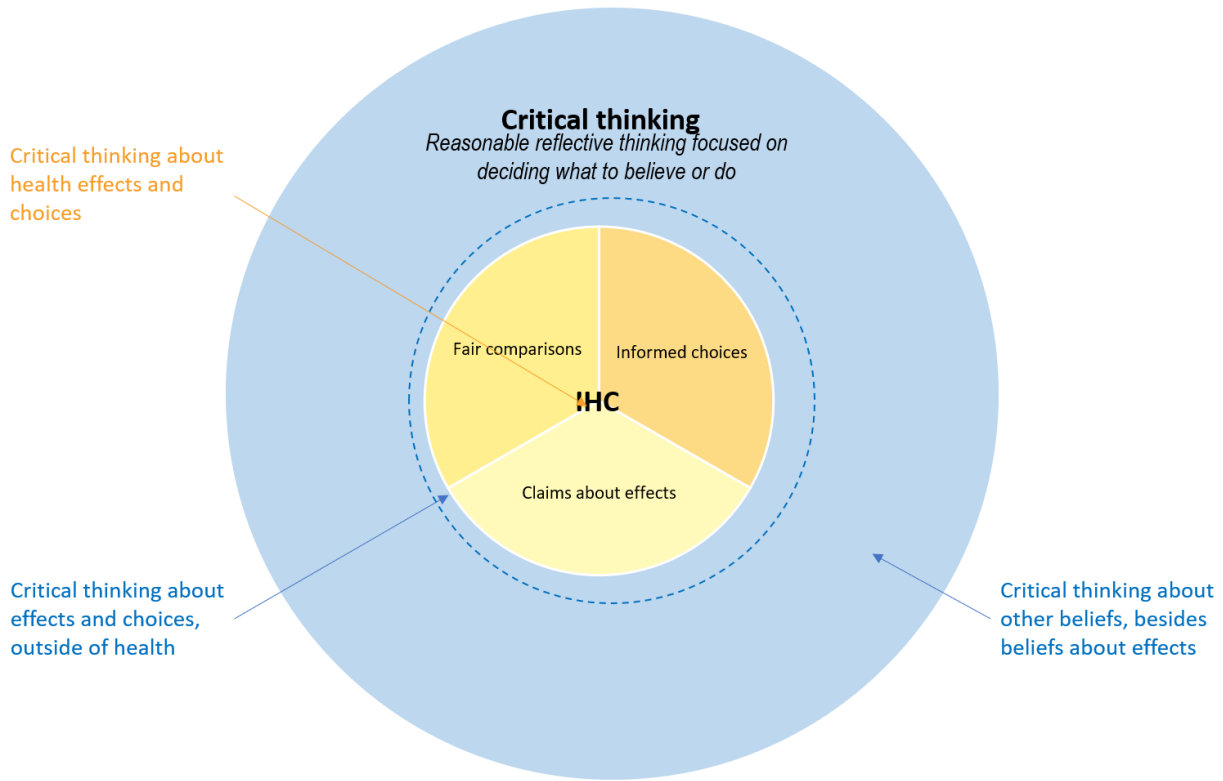 Critical thinking
Reasonable reflective thinking focused on
deciding what to believe or do
Critical thinking about
health effects and
choices
Fair comparisons
Informed choices
IHC
Claims about effects
Critical thinking about
effects and choices,
outside of health
Critical thinking about
other beliefs, besides
beliefs about effects